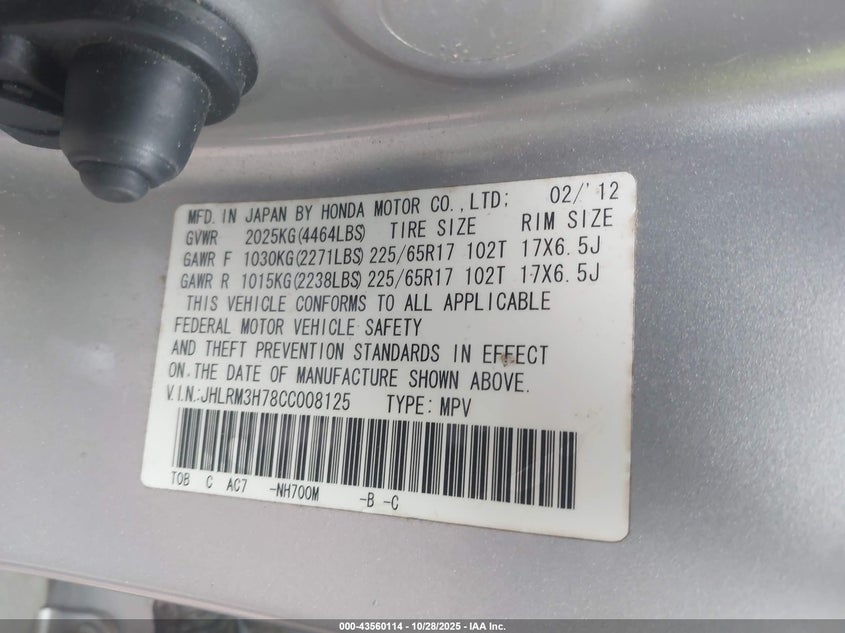 MFD. IN JAPAN BY HONDA MOTOR CO.,LTD: 02/'12
GVWR 2025KG(4464LBS) TIRE SIZE RIM SIZE
GAWR F 1030KG(2271LBS) 225/65R17 102T 17X6.5J
GAWR R 1015KG(2238LBS) 225/65R17 102T 17X6.5J
THIS VEHICLE CONFORMS TO ALL APPLICABLE
FEDERAL MOTOR VEHICLE SAFETY
AND THEFT PREVENTION STANDARDS IN EFFECT
ON THE DATE OF MANUFACTURE SHOWN ABOVE.
V.I.N.:JHLRM3H78CC008125 TYPE: MPV
T0B C AC7 -NH700M -B -C
000-43560114 | 10/28/2025 - IAA Inc.